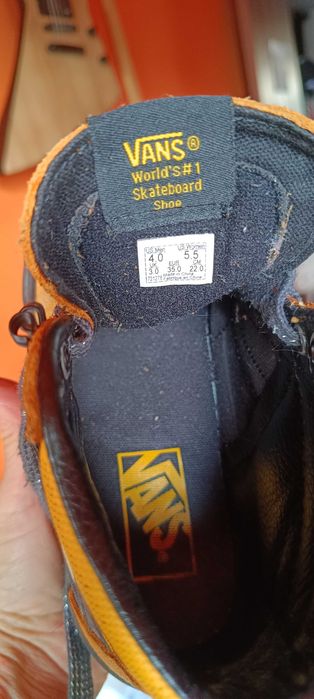 VANS®
World's #1
Skateboard
Shoe
US Men US Women
4.0 5.5
UK EUR CM
3.0 35.0 22.0
VANS®